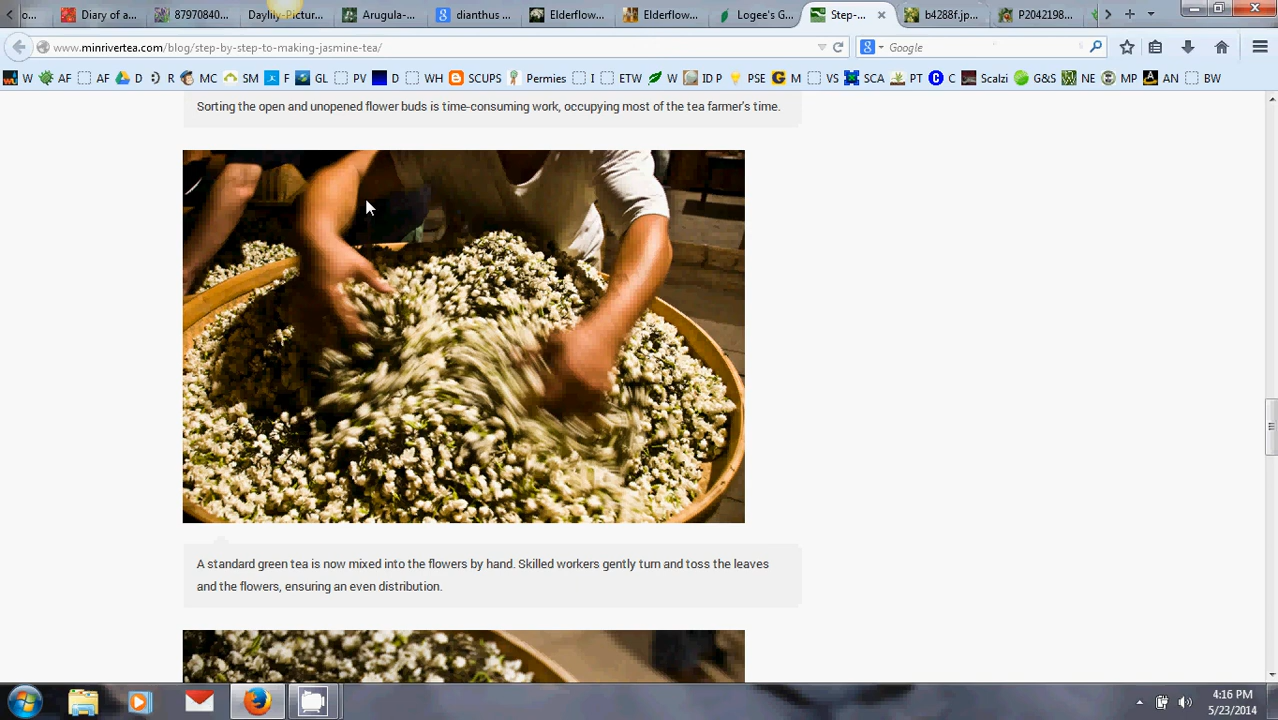 o...
Diary of a...
87970840...
Daylily-Pictur...
Arugula-...
dianthus ...
Elderflow...
Elderflow...
Logee's G...
Step-...
b4288f.jp...
P2042198...
www.minrivertea.com/blog/step-by-step-to-making-jasmine-tea/
Google
W AF AF D R MC SM F GL PV D WH SCUPS Permies I ETW W ID P PSE M VS SCA PT C Scalzi G&S NE MP AN BW
Sorting the open and unopened flower buds is time-consuming work, occupying most of the tea farmer's time.
A standard green tea is now mixed into the flowers by hand. Skilled workers gently turn and toss the leaves
and the flowers, ensuring an even distribution.
4:16 PM
5/23/2014